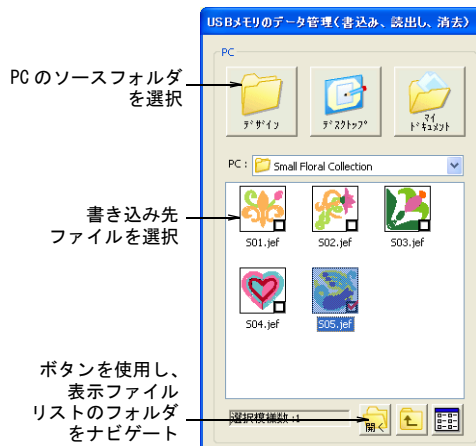 USBメモリのデータ管理(書込み、読出し、消去)
PC
PCのソースフォルダ
を選択
デザイン
デスクトップ
マイ
ドキュメント
PC:
Small Floral Collection
書き込み先
ファイルを選択
S01.jef
S02.jef
S03.jef
S04.jef
S05.jef
ボタンを使用し、
表示ファイル
リストのフォルダ
をナビゲート
選択模様数:1
開く